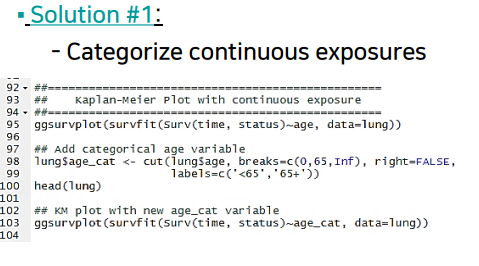 ▪ Solution #1:
- Categorize continuous exposures
92 ##=================================================
93 ##    Kaplan-Meier Plot with continuous exposure
94 ##=================================================
95 ggsurvplot(survfit(Surv(time, status)~age, data=lung))
96
97 ## Add categorical age variable
98 lung$age_cat <- cut(lung$age, breaks=c(0,65,Inf), right=FALSE,
99                     labels=c('<65','65+'))
100 head(lung)
101
102 ## KM plot with new age_cat variable
103 ggsurvplot(survfit(Surv(time, status)~age_cat, data=lung))
104